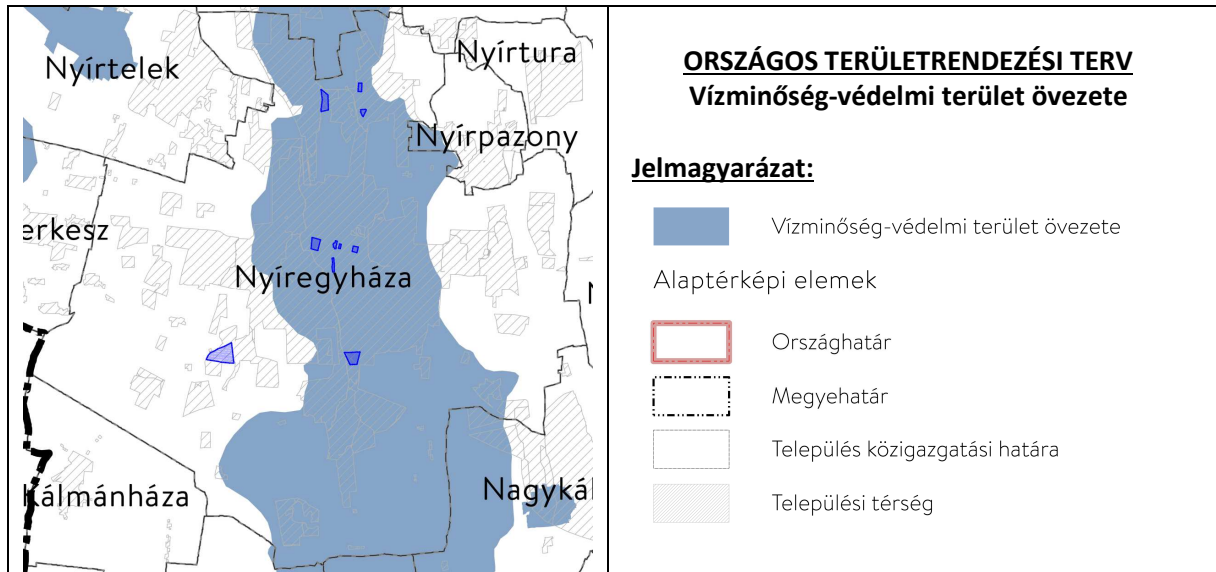 Nyírtelek
Nyírtura
Nyírpazony
erkesz
Nyíregyháza
Kálmánháza
Nagykál
ORSZÁGOS TERÜLETRENDEZÉSI TERV
Vízminőség-védelmi terület övezete
Jelmagyarázat:
Vízminőség-védelmi terület övezete
Alaptérképi elemek
Országhatár
Megyehatár
Település közigazgatási határa
Települési térség